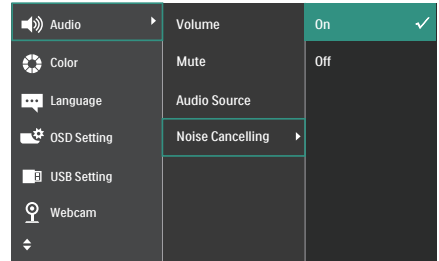 Audio
Volume
On
Color
Mute
Off
Language
Audio Source
OSD Setting
Noise Cancelling
USB Setting
Webcam